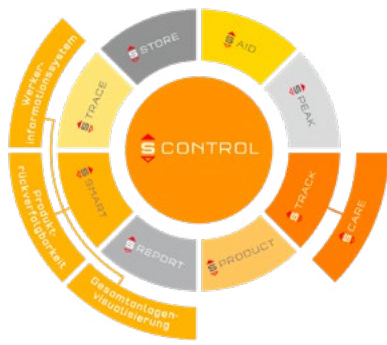 S CONTROL
S STORE
S AID
S PEAK
S TRACK
S CARE
S PRODUCT
S REPORT
S SMART
S TRACE
Werker-
informationssystem
Produkt-
rückverfolgbarkeit
Gesamtanlagen-
visualisierung